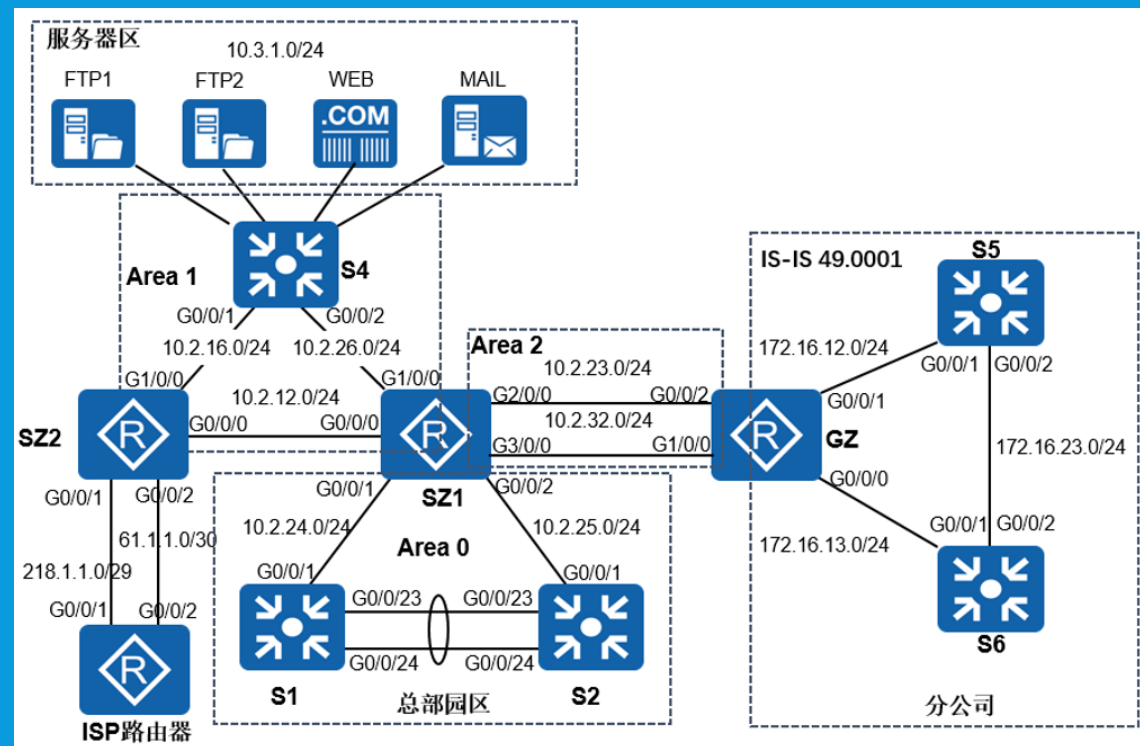 服务器区
10.3.1.0/24
FTP1
FTP2
WEB
MAIL
.COM
Area 1
S4
G0/0/1
G0/0/2
10.2.16.0/24
10.2.26.0/24
G1/0/0
G1/0/0
10.2.12.0/24
SZ2
R
G0/0/0
G0/0/0
R
SZ1
Area 2
10.2.23.0/24
G2/0/0
G0/0/2
10.2.32.0/24
G3/0/0
G1/0/0
R
GZ
IS-IS 49.0001
S5
172.16.12.0/24
G0/0/1
G0/0/2
G0/0/1
172.16.23.0/24
G0/0/0
G0/0/1
G0/0/2
172.16.13.0/24
S6
分公司
G0/0/1
G0/0/2
61.1.1.0/30
218.1.1.0/29
G0/0/1
G0/0/2
R
ISP路由器
G0/0/1
G0/0/2
10.2.24.0/24
10.2.25.0/24
Area 0
G0/0/1
G0/0/1
G0/0/23
G0/0/23
G0/0/24
G0/0/24
S1
S2
总部园区